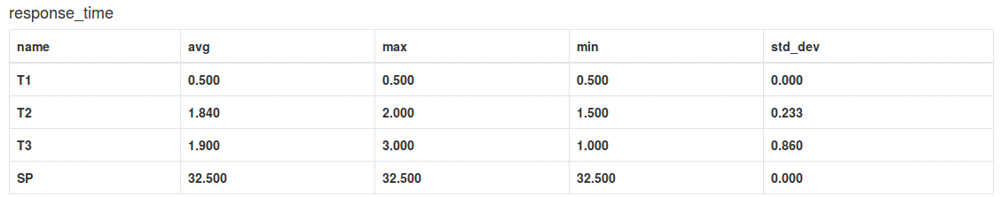 response_time
name avg max min std_dev
T1 0.500 0.500 0.500 0.000
T2 1.840 2.000 1.500 0.233
T3 1.900 3.000 1.000 0.860
SP 32.500 32.500 32.500 0.000